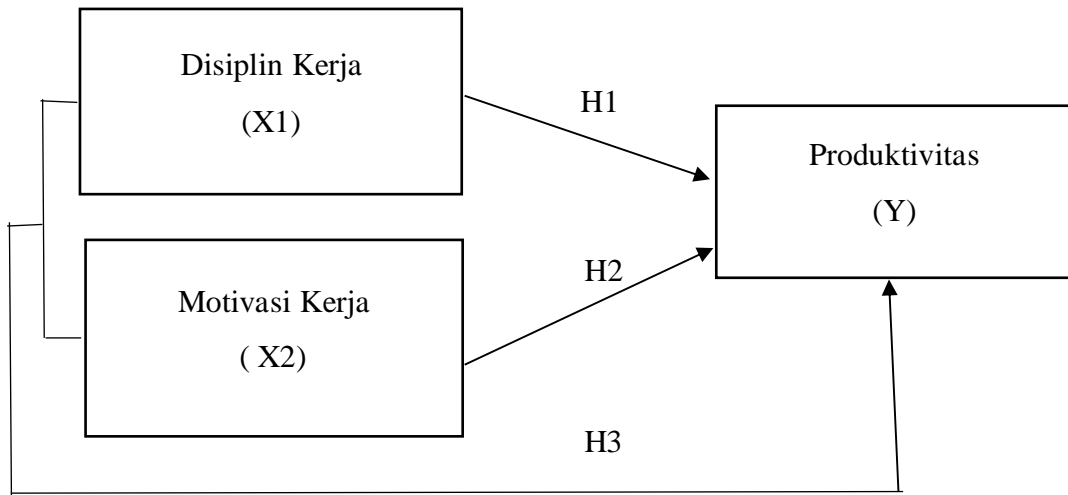 Disiplin Kerja
(X1)
H1
Produktivitas
(Y)
H2
Motivasi Kerja
( X2)
H3